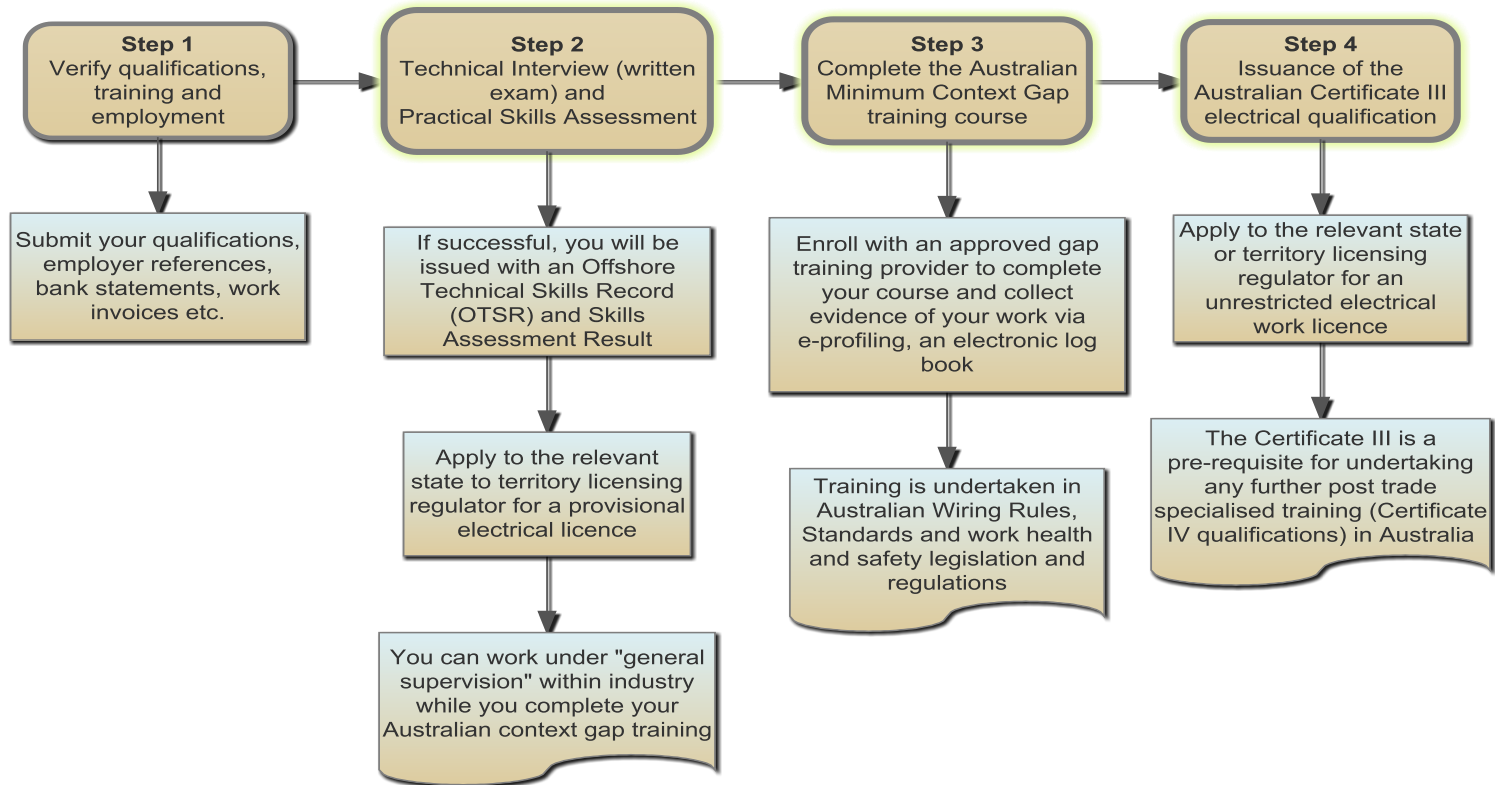 Step 1
Verify qualifications,
training and
employment
Submit your qualifications,
employer references,
bank statements, work
invoices etc.
Step 2
Technical Interview (written
exam) and
Practical Skills Assessment
If successful, you will be
issued with an Offshore
Technical Skills Record
(OTSR) and Skills
Assessment Result
Apply to the relevant
state to territory licensing
regulator for a provisional
electrical licence
You can work under "general
supervision" within industry
while you complete your
Australian context gap training
Step 3
Complete the Australian
Minimum Context Gap
training course
Enroll with an approved gap
training provider to complete
your course and collect
evidence of your work via
e-profiling, an electronic log
book
Training is undertaken in
Australian Wiring Rules,
Standards and work health
and safety legislation and
regulations
Step 4
Issuance of the
Australian Certificate III
electrical qualification
Apply to the relevant state
or territory licensing
regulator for an
unrestricted electrical
work licence
The Certificate III is a
pre-requisite for undertaking
any further post trade
specialised training (Certificate
IV qualifications) in Australia